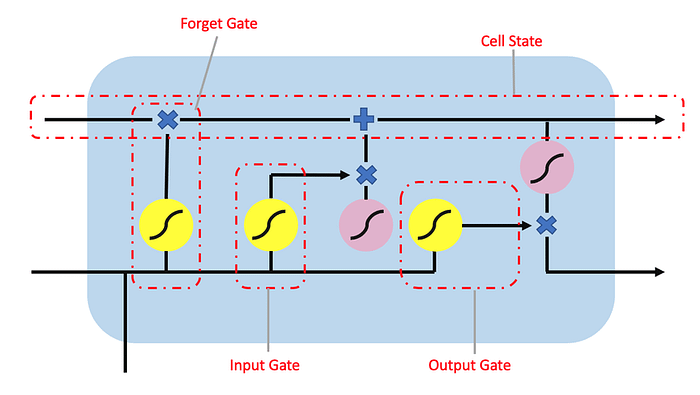 Forget Gate
Cell State
Input Gate
Output Gate